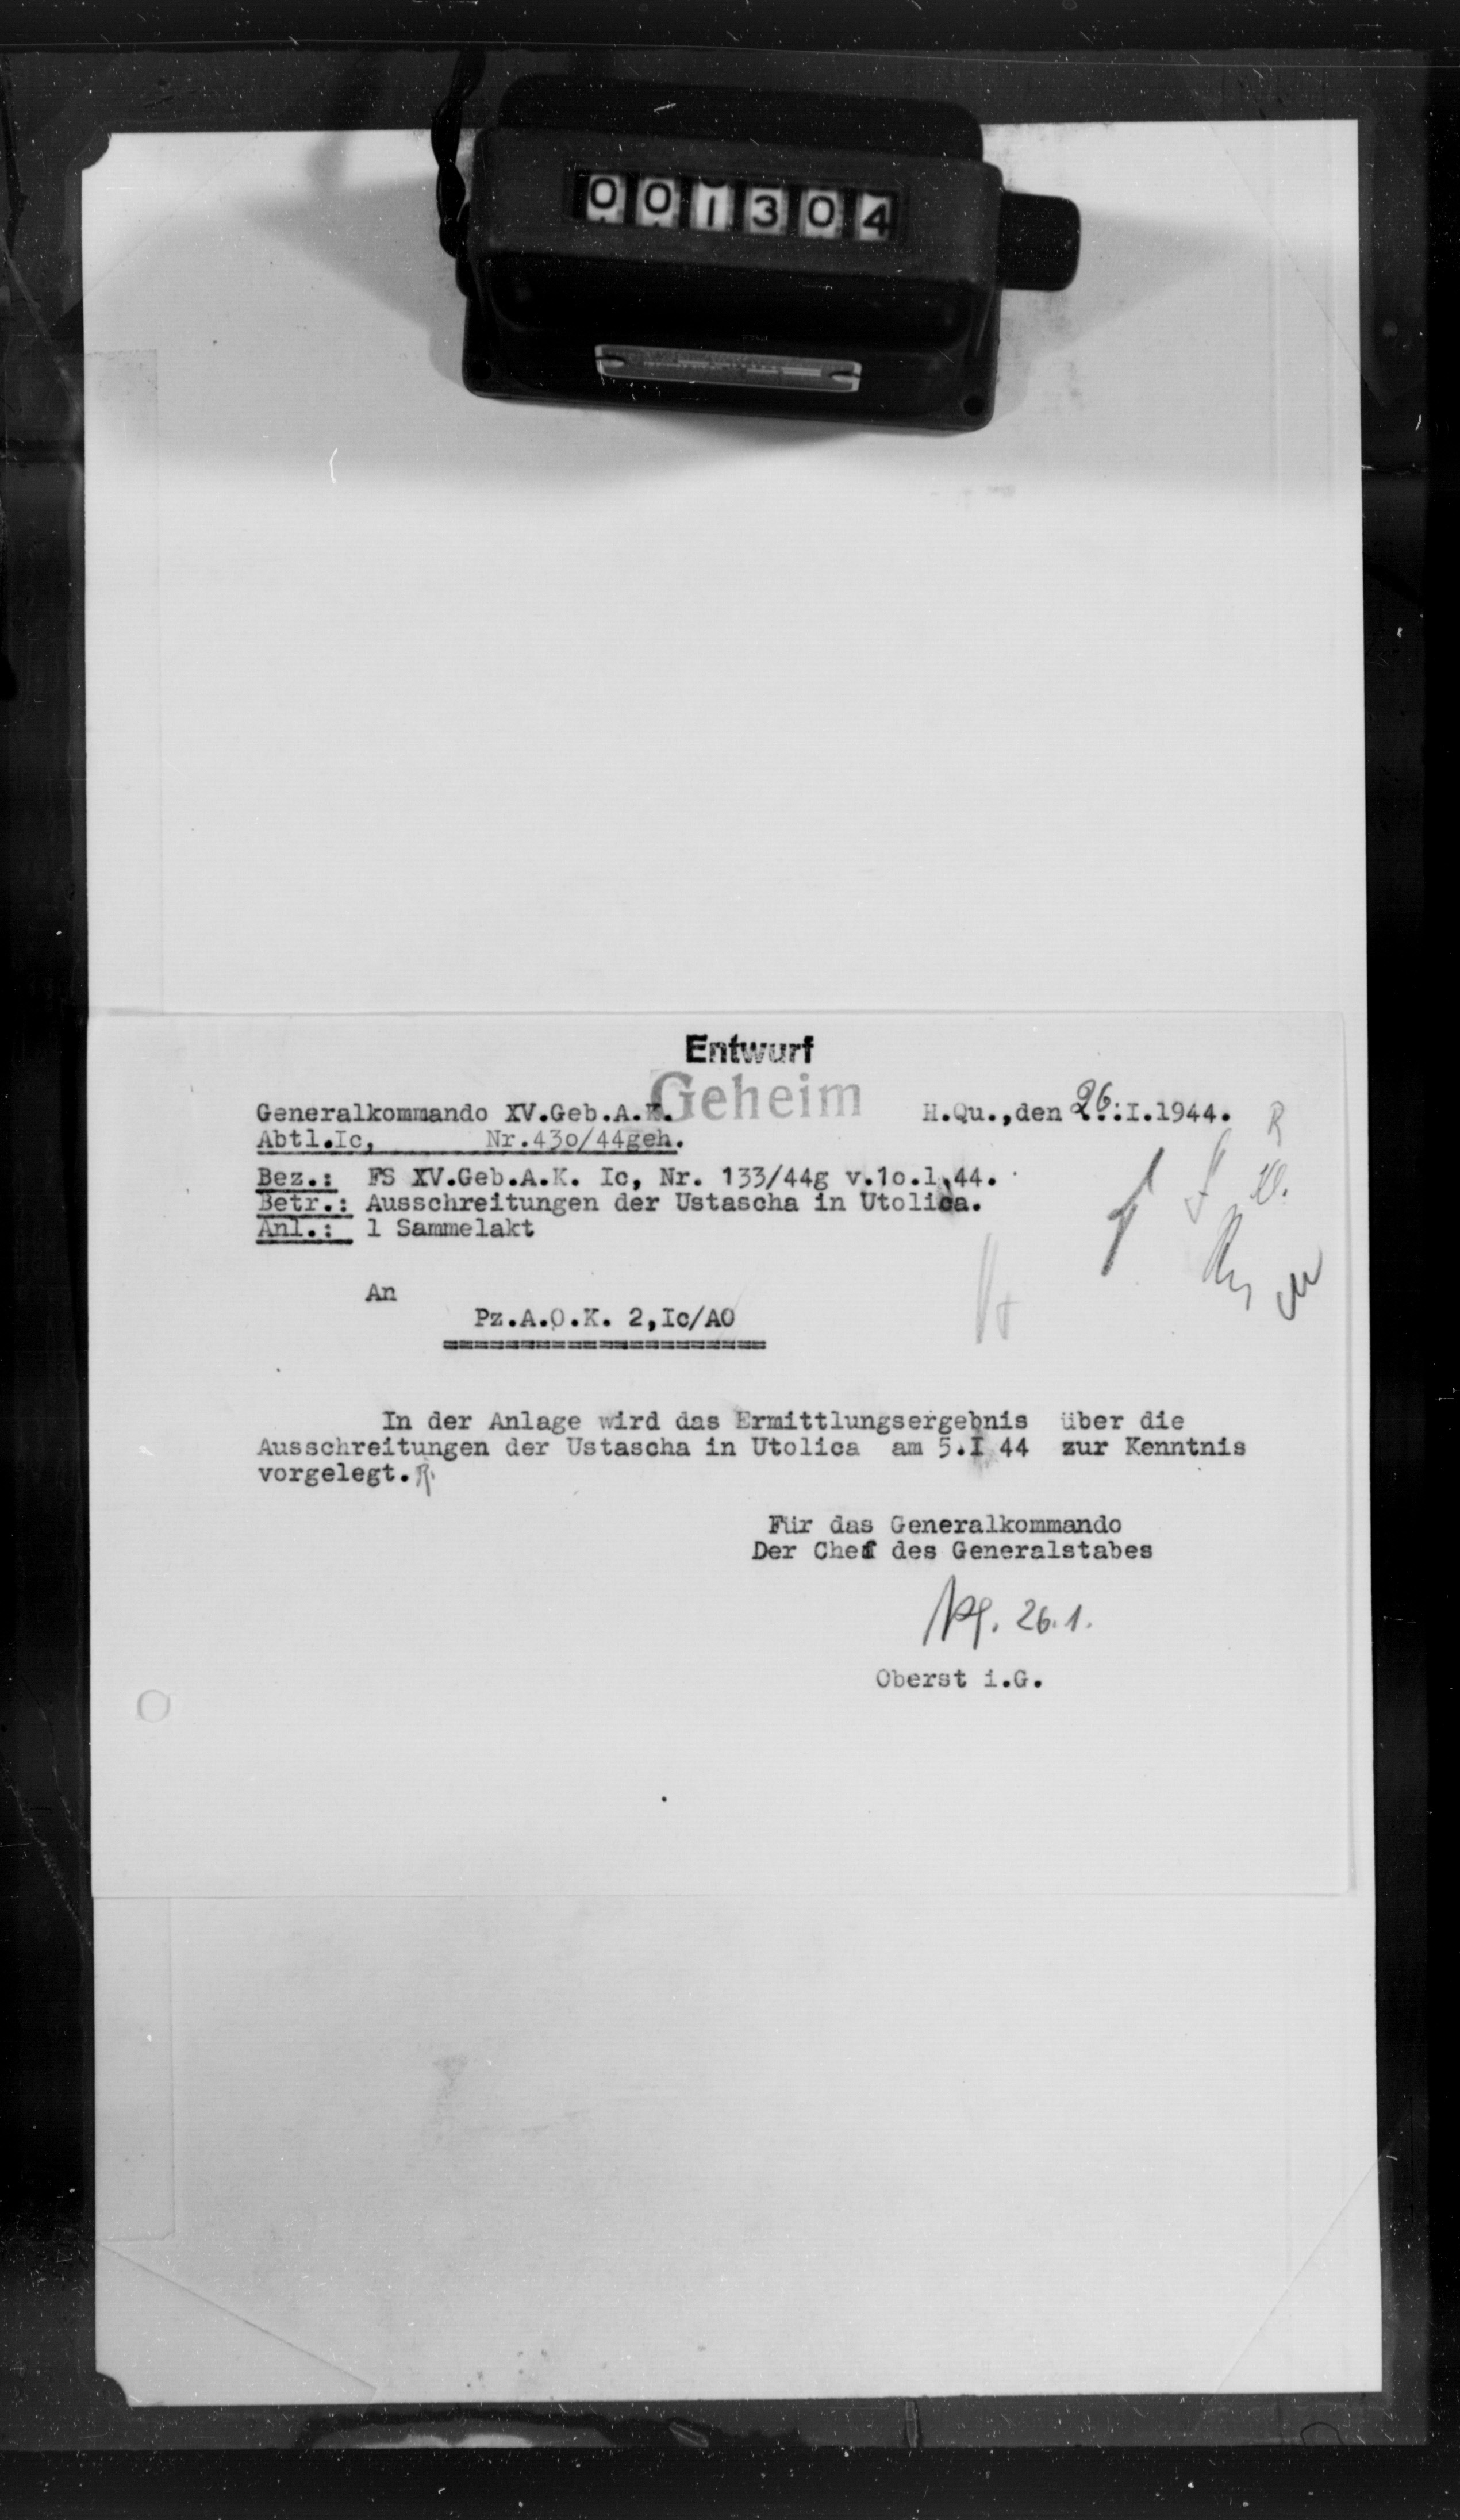 001304
Entwurf
Geheim
Generalkommando XV.Geb.A.K. H.Qu.,den 26.I.1944.
Abtl.Ic, Nr.430/44geh.
Bez.: FS XV.Geb.A.K. Ic, Nr. 133/44g v.10.1.44.
Betr.: Ausschreitungen der Ustascha in Utolica.
Anl.: 1 Sammelakt
An
Pz.A.O.K. 2,Ic/AO
In der Anlage wird das Ermittlungsergebnis über die
Ausschreitungen der Ustascha in Utolica am 5.I 44 zur Kenntnis
vorgelegt.
Für das Generalkommando
Der Chef des Generalstabes
26.1.
Oberst i.G.